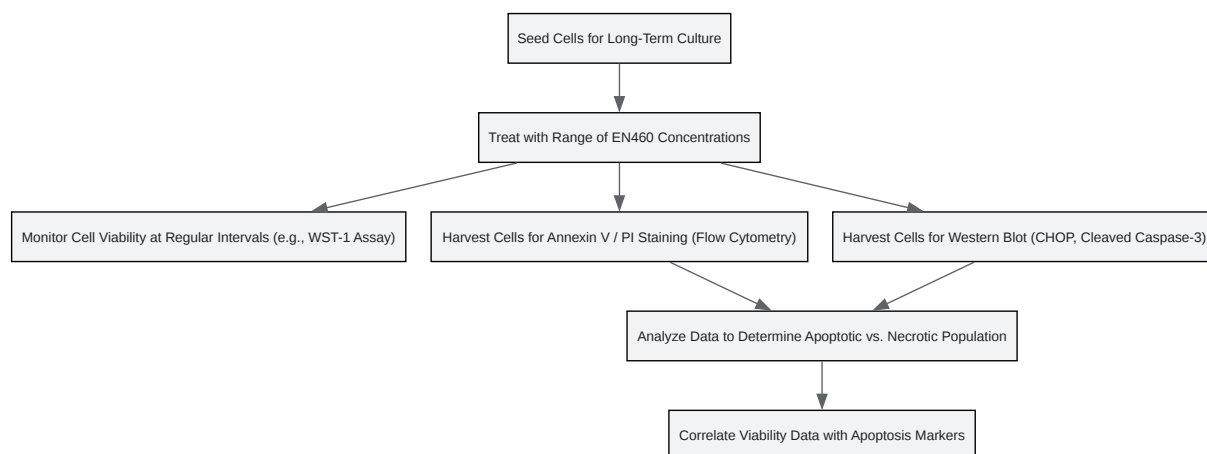 Seed Cells for Long-Term Culture
Treat with Range of EN460 Concentrations
Monitor Cell Viability at Regular Intervals (e.g., WST-1 Assay)
Harvest Cells for Annexin V / PI Staining (Flow Cytometry)
Harvest Cells for Western Blot (CHOP, Cleaved Caspase-3)
Analyze Data to Determine Apoptotic vs. Necrotic Population
Correlate Viability Data with Apoptosis Markers